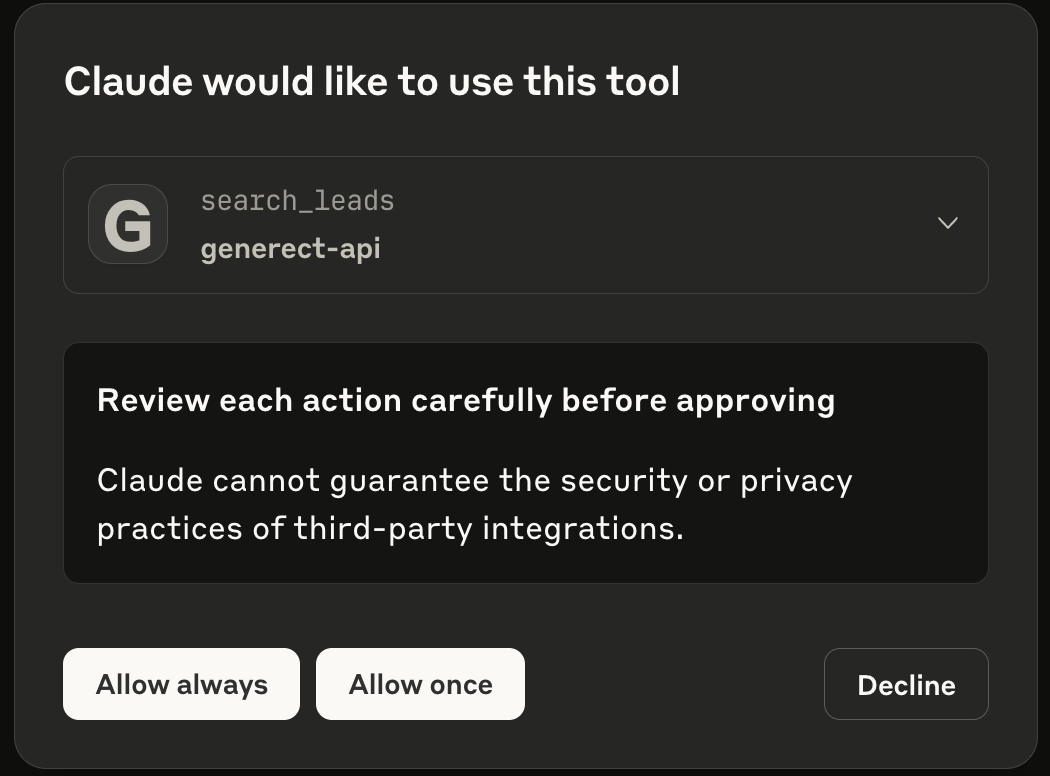 Claude would like to use this tool
G
search_leads
generect-api
Review each action carefully before approving
Claude cannot guarantee the security or privacy
practices of third-party integrations.
Allow always
Allow once
Decline